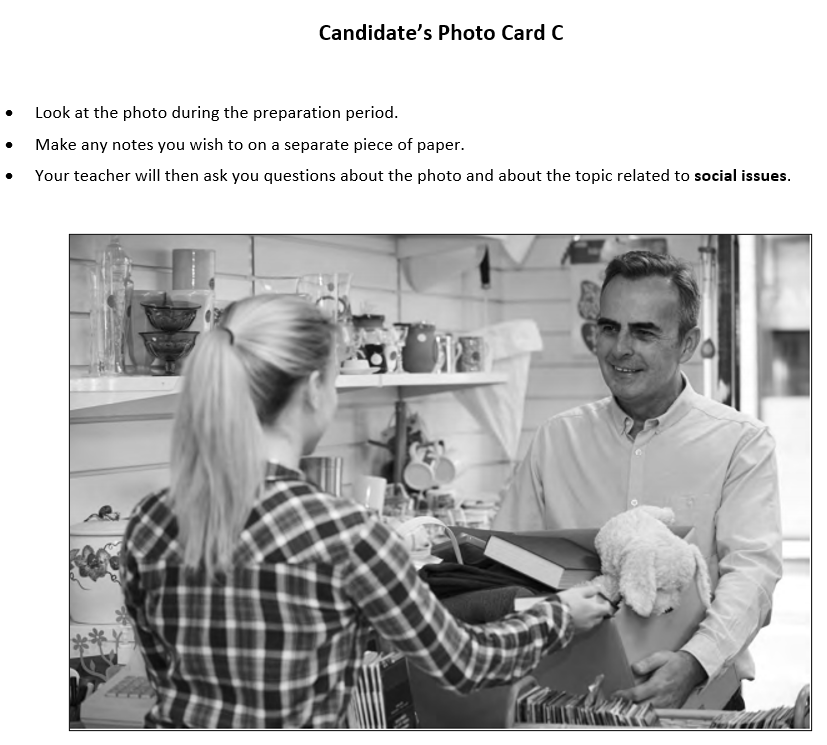 Candidate’s Photo Card C
• Look at the photo during the preparation period.
• Make any notes you wish to on a separate piece of paper.
• Your teacher will then ask you questions about the photo and about the topic related to social issues.